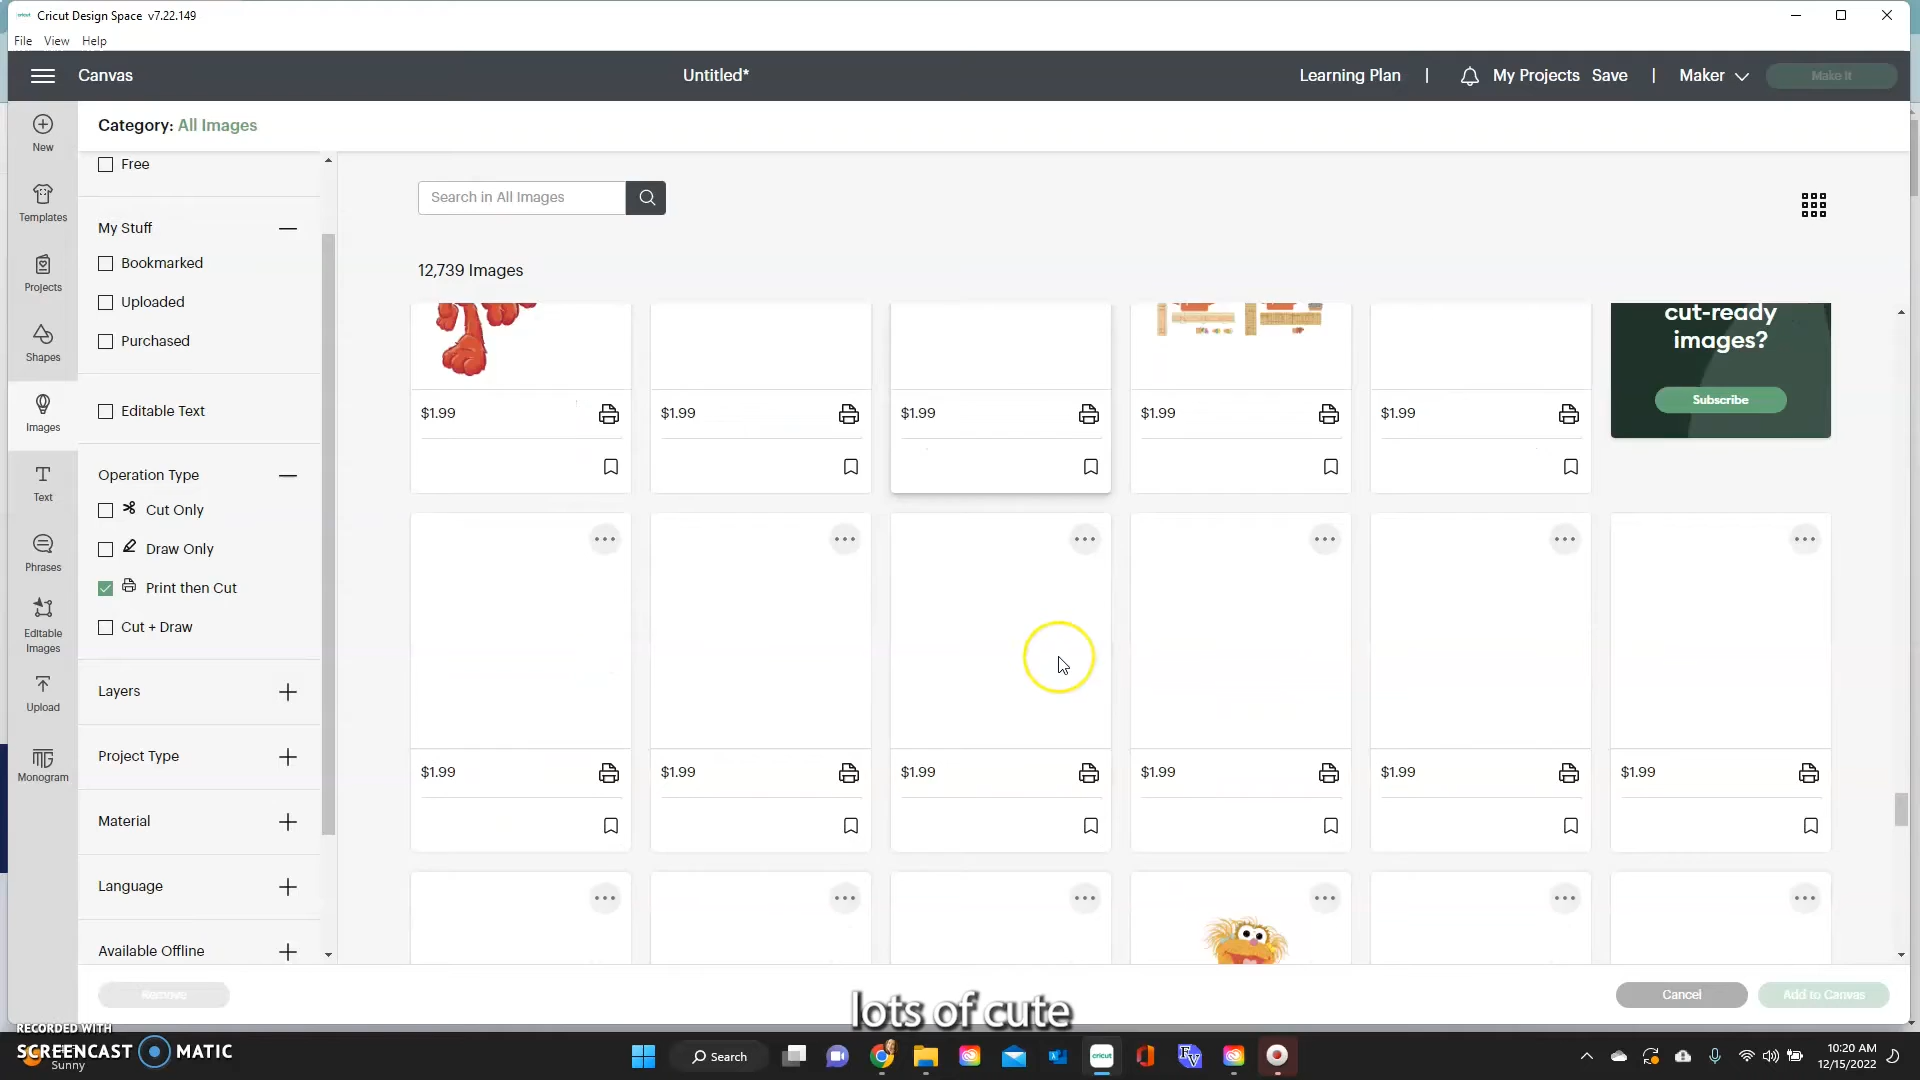 cricut Cricut Design Space v7.22.149
File View Help
Canvas Untitled* Learning Plan | My Projects Save | Maker Make It
New
Templates
Projects
Shapes
Images
Text
Phrases
Editable
Images
Upload
Monogram
Category: All Images
Free
My Stuff
Bookmarked
Uploaded
Purchased
Editable Text
Operation Type
Cut Only
Draw Only
Print then Cut
Cut + Draw
Layers
Project Type
Material
Language
Available Offline
Remove
Search in All Images
12,739 Images
cut-ready
images?
Subscribe
$1.99 $1.99 $1.99 $1.99 $1.99
$1.99 $1.99 $1.99 $1.99 $1.99 $1.99
Cancel Add to Canvas
lots of cute
RECORDED WITH
SCREENCAST MATIC
Sunny
Search
cricut
10:20 AM
12/15/2022